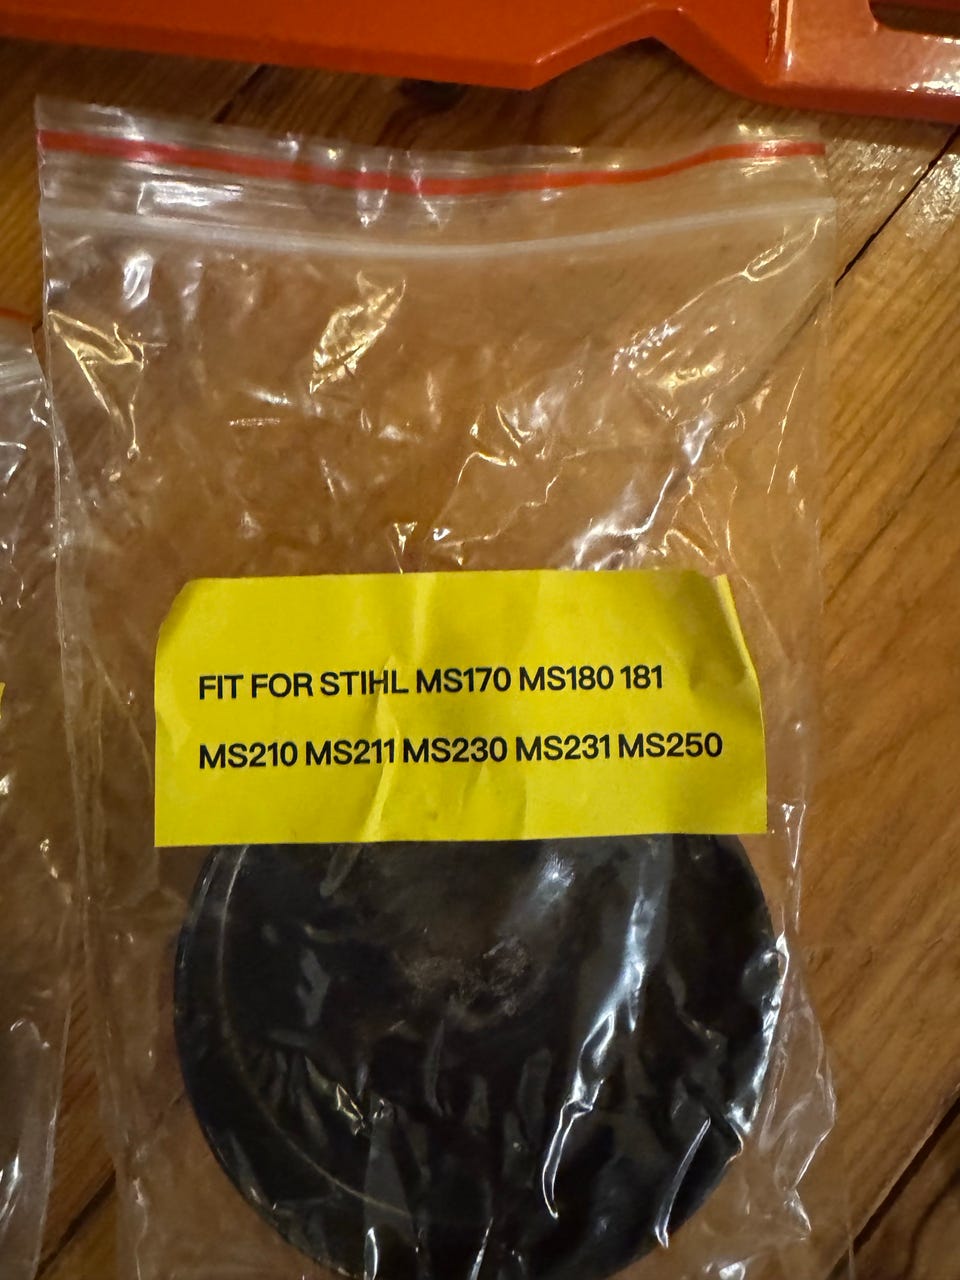 FIT FOR STIHL MS170 MS180 181
MS210 MS211 MS230 MS231 MS250